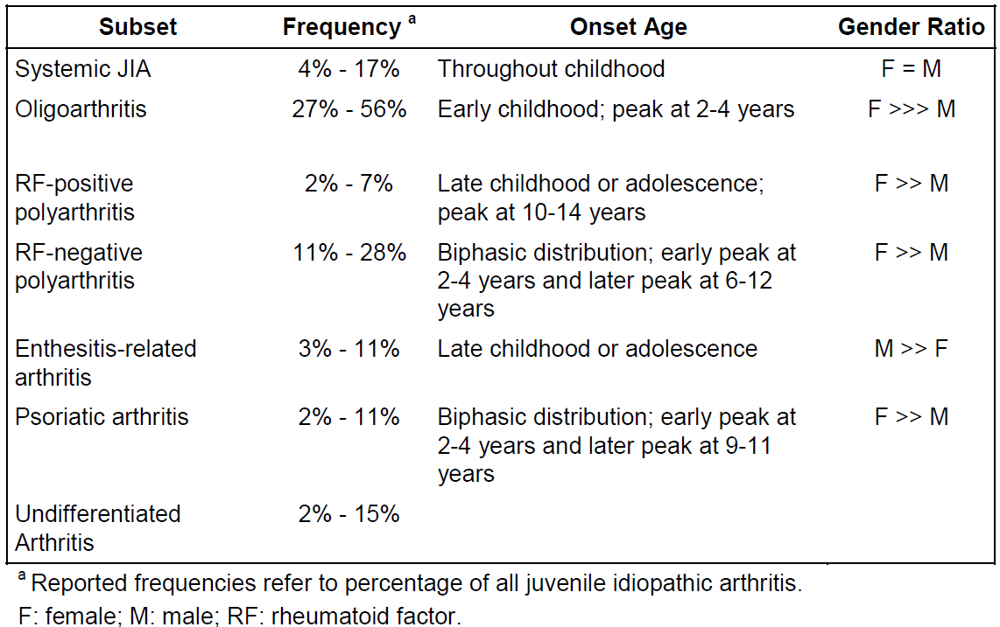 Subset Frequency a Onset Age Gender Ratio
Systemic JIA 4% - 17% Throughout childhood F = M
Oligoarthritis 27% - 56% Early childhood; peak at 2-4 years F >>> M
RF-positive 2% - 7% Late childhood or adolescence; F >> M
polyarthritis peak at 10-14 years
RF-negative 11% - 28% Biphasic distribution; early peak at F >> M
polyarthritis 2-4 years and later peak at 6-12
years
Enthesitis-related 3% - 11% Late childhood or adolescence M >> F
arthritis
Psoriatic arthritis 2% - 11% Biphasic distribution; early peak at F >> M
2-4 years and later peak at 9-11
years
Undifferentiated 2% - 15%
Arthritis
a Reported frequencies refer to percentage of all juvenile idiopathic arthritis.
F: female; M: male; RF: rheumatoid factor.